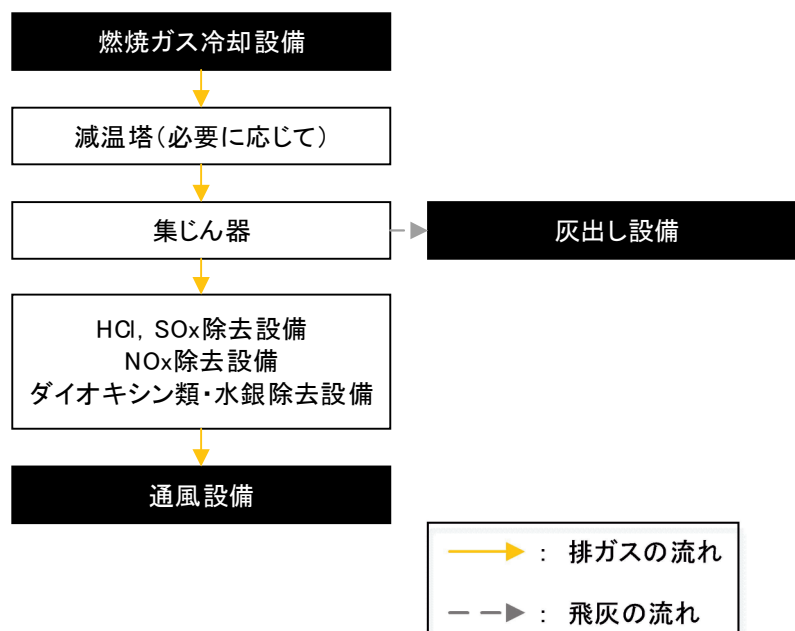 燃焼ガス冷却設備
減温塔(必要に応じて)
集じん器
灰出し設備
HCl, SOx除去設備
NOx除去設備
ダイオキシン類・水銀除去設備
通風設備
: 排ガスの流れ
: 飛灰の流れ